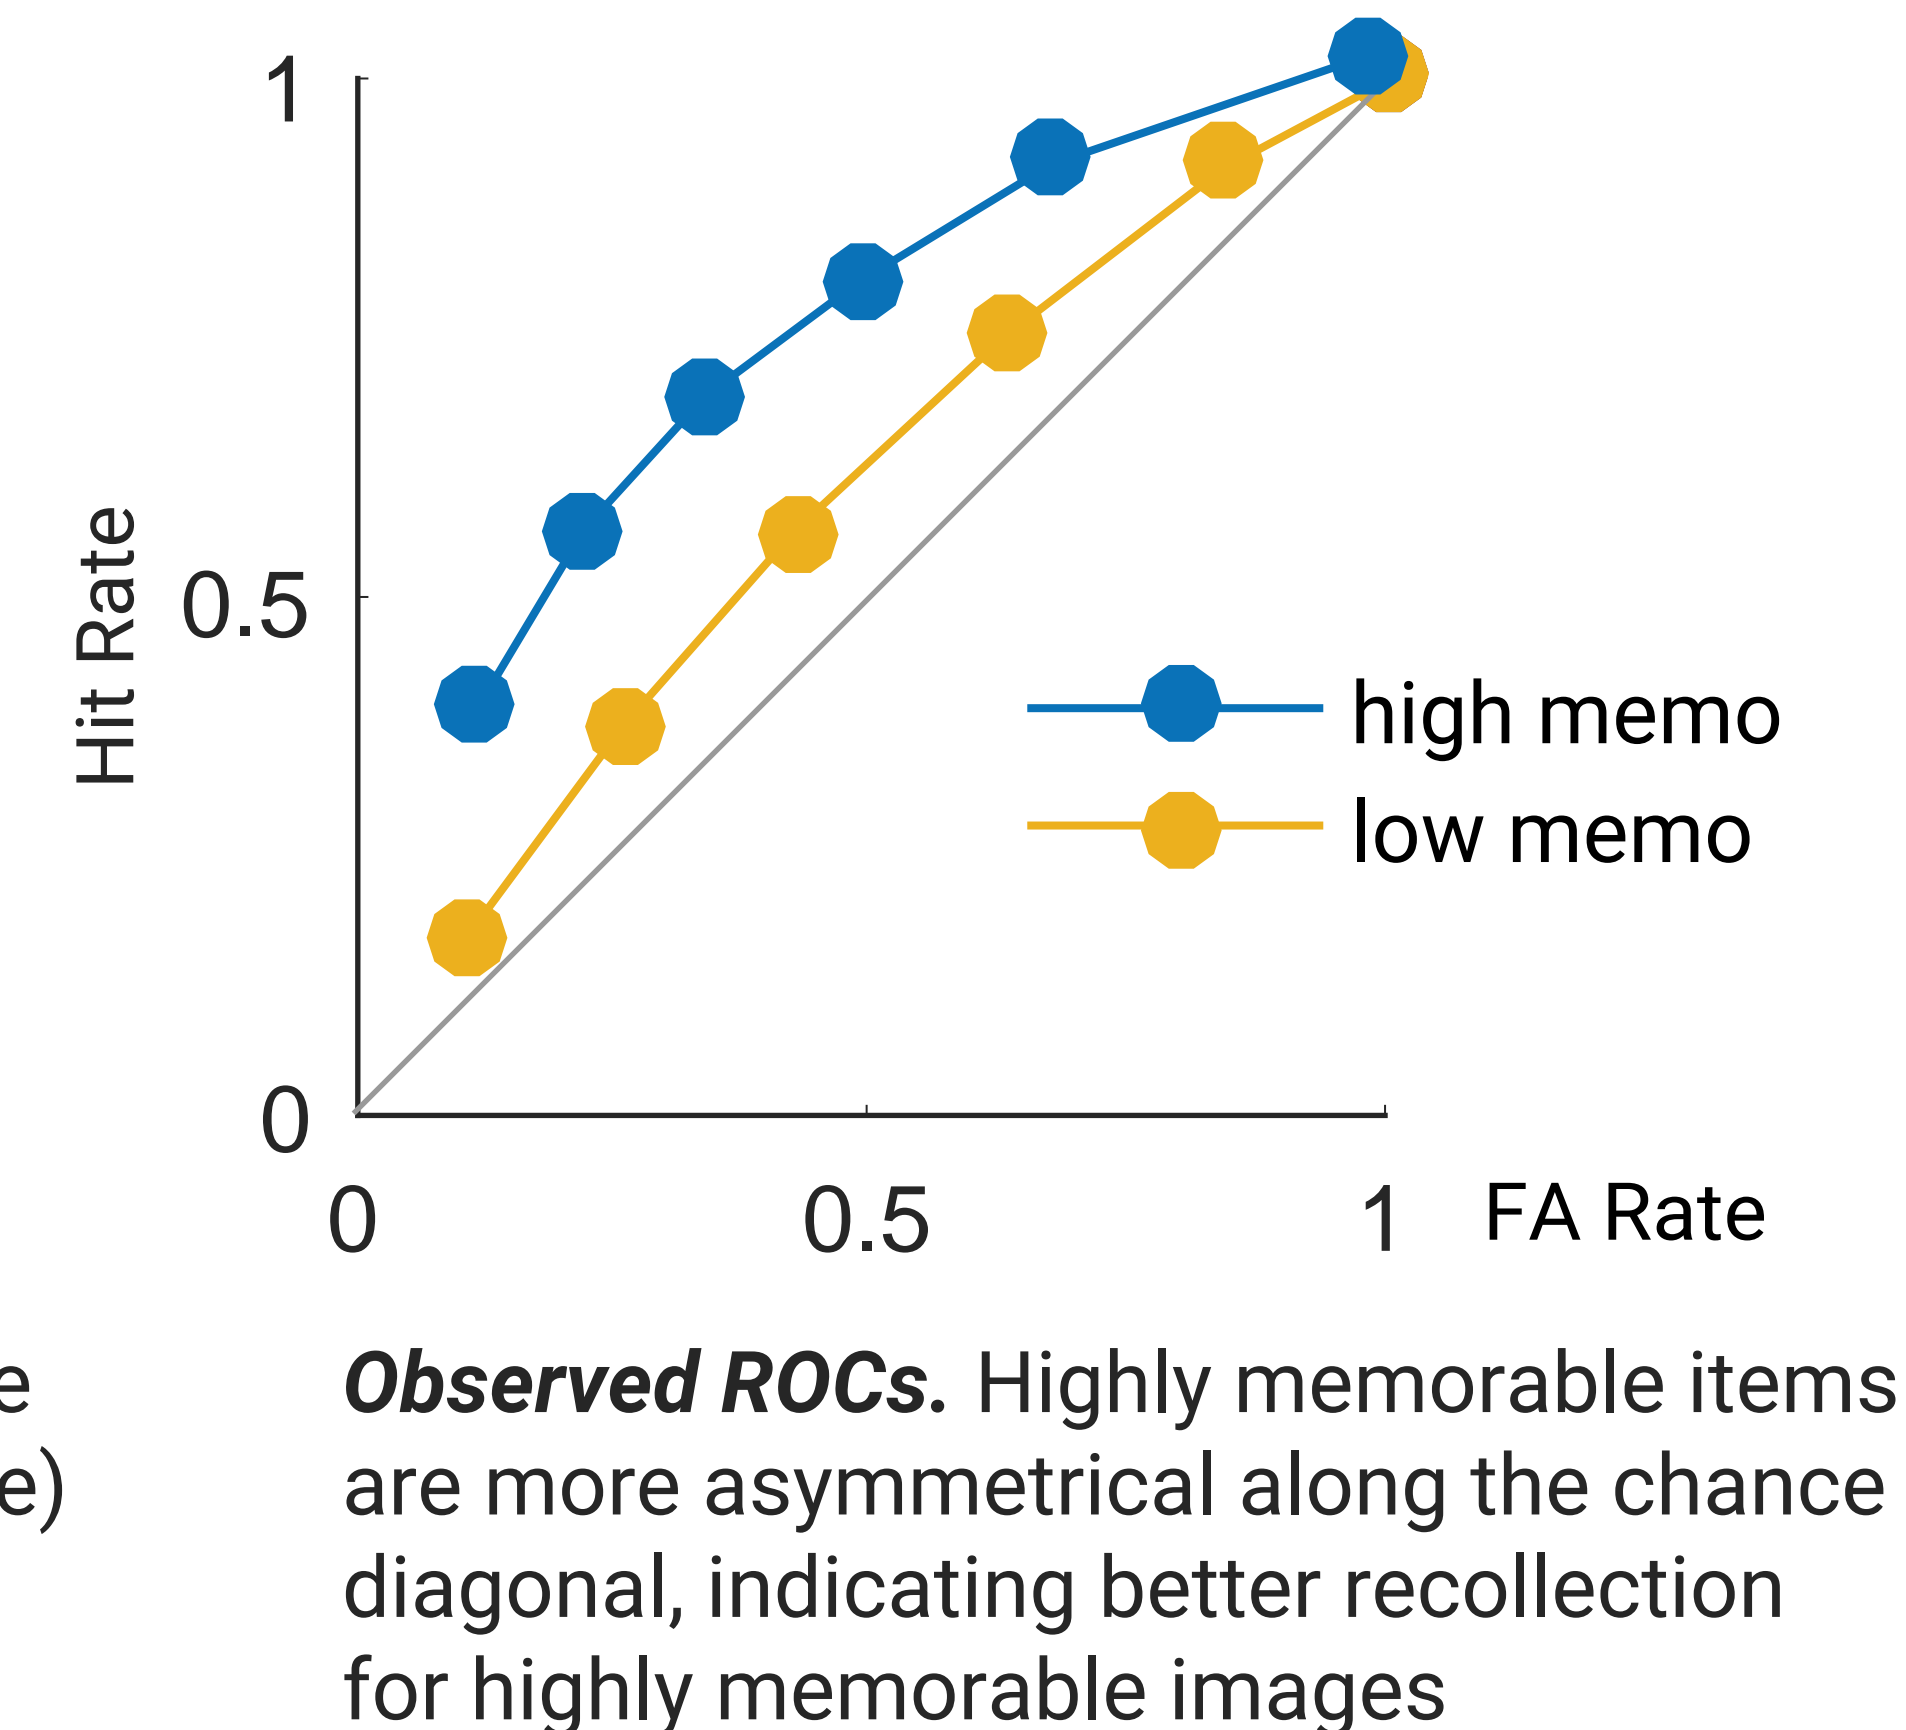 1
0.5
0
Hit Rate
high memo
low memo
0
0.5
1
FA Rate
e
e)
Observed ROCs. Highly memorable items
are more asymmetrical along the chance
diagonal, indicating better recollection
for highly memorable images